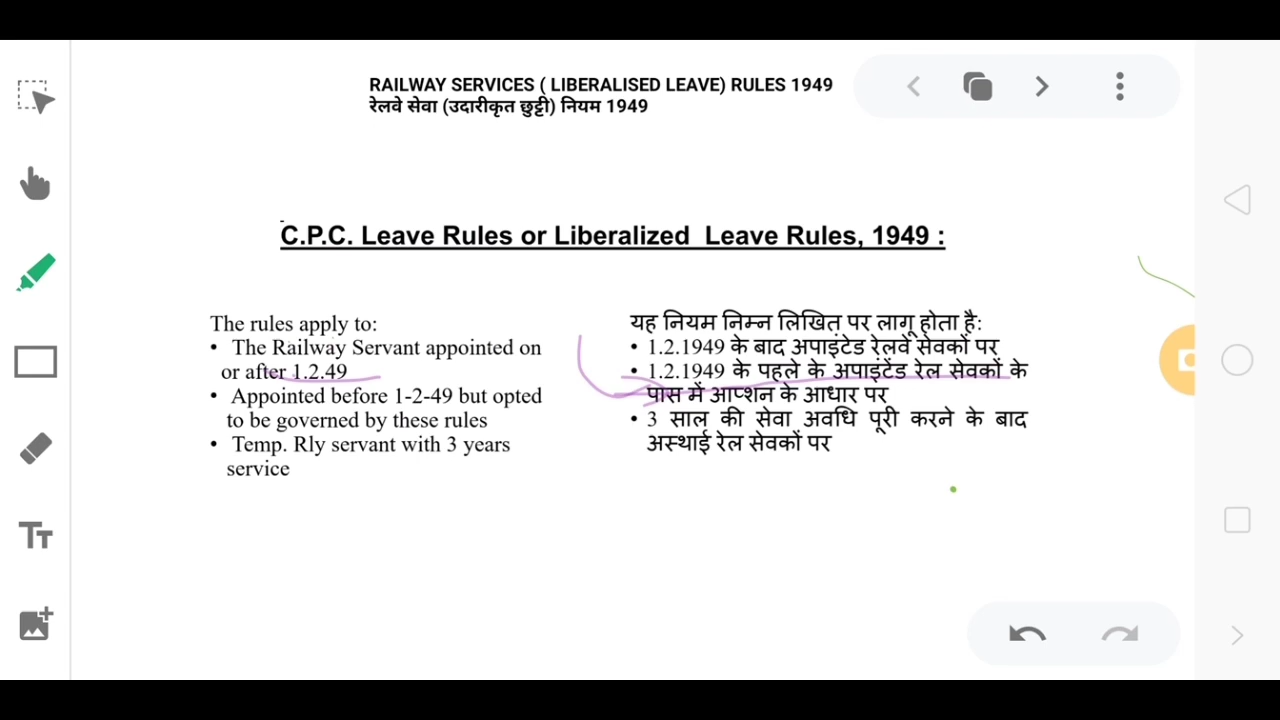 RAILWAY SERVICES ( LIBERALISED LEAVE) RULES 1949
रेलवे सेवा (उदारीकृत छुट्टी) नियम 1949
C.P.C. Leave Rules or Liberalized Leave Rules, 1949 :
The rules apply to:
• The Railway Servant appointed on
or after 1.2.49
• Appointed before 1-2-49 but opted
to be governed by these rules
• Temp. Rly servant with 3 years
service
यह नियम निम्न लिखित पर लागू होता है:
• 1.2.1949 के बाद अपाइंटेड रेलवे सेवकों पर
• 1.2.1949 के पहले के अपाइंटेंड रेल सेवकों के
पास में आप्शन के आधार पर
• 3 साल की सेवा अवधि पूरी करने के बाद
अस्थाई रेल सेवकों पर
TT